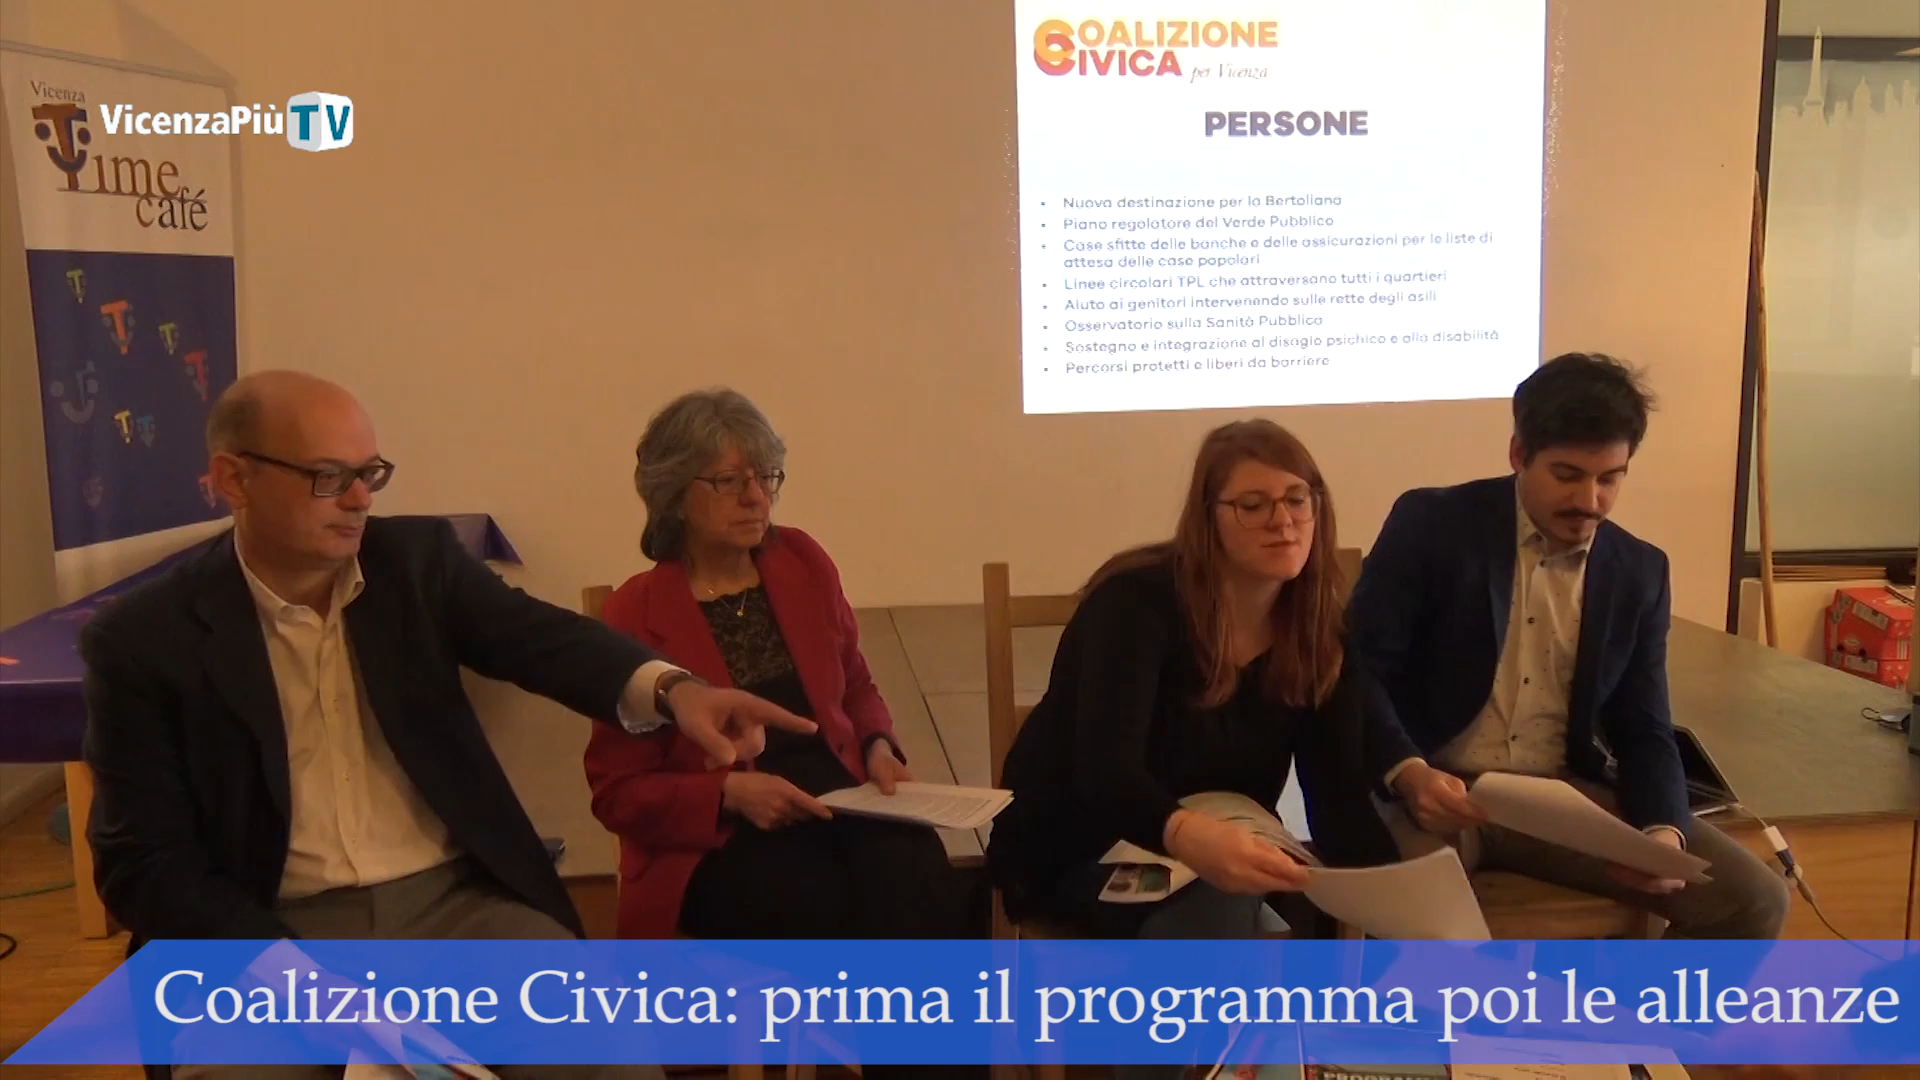 Vicenza
Time
café
VicenzaPiù TV
COALIZIONE
CIVICA per Vicenza
PERSONE
• Nuova destinazione per la Bertoliana
• Piano regolatore del Verde Pubblico
• Case sfitte delle banche e delle assicurazioni per le liste di
attesa delle case popolari
• Linee circolari TPL che attraversano tutti i quartieri
• Aiuto ai genitori intervenendo sulle rette degli asili
• Osservatorio sulla Sanità Pubblica
• Sostegno e integrazione al disagio psichico e alla disabilità
• Percorsi protetti e liberi da barriere
Coalizione Civica: prima il programma poi le alleanze